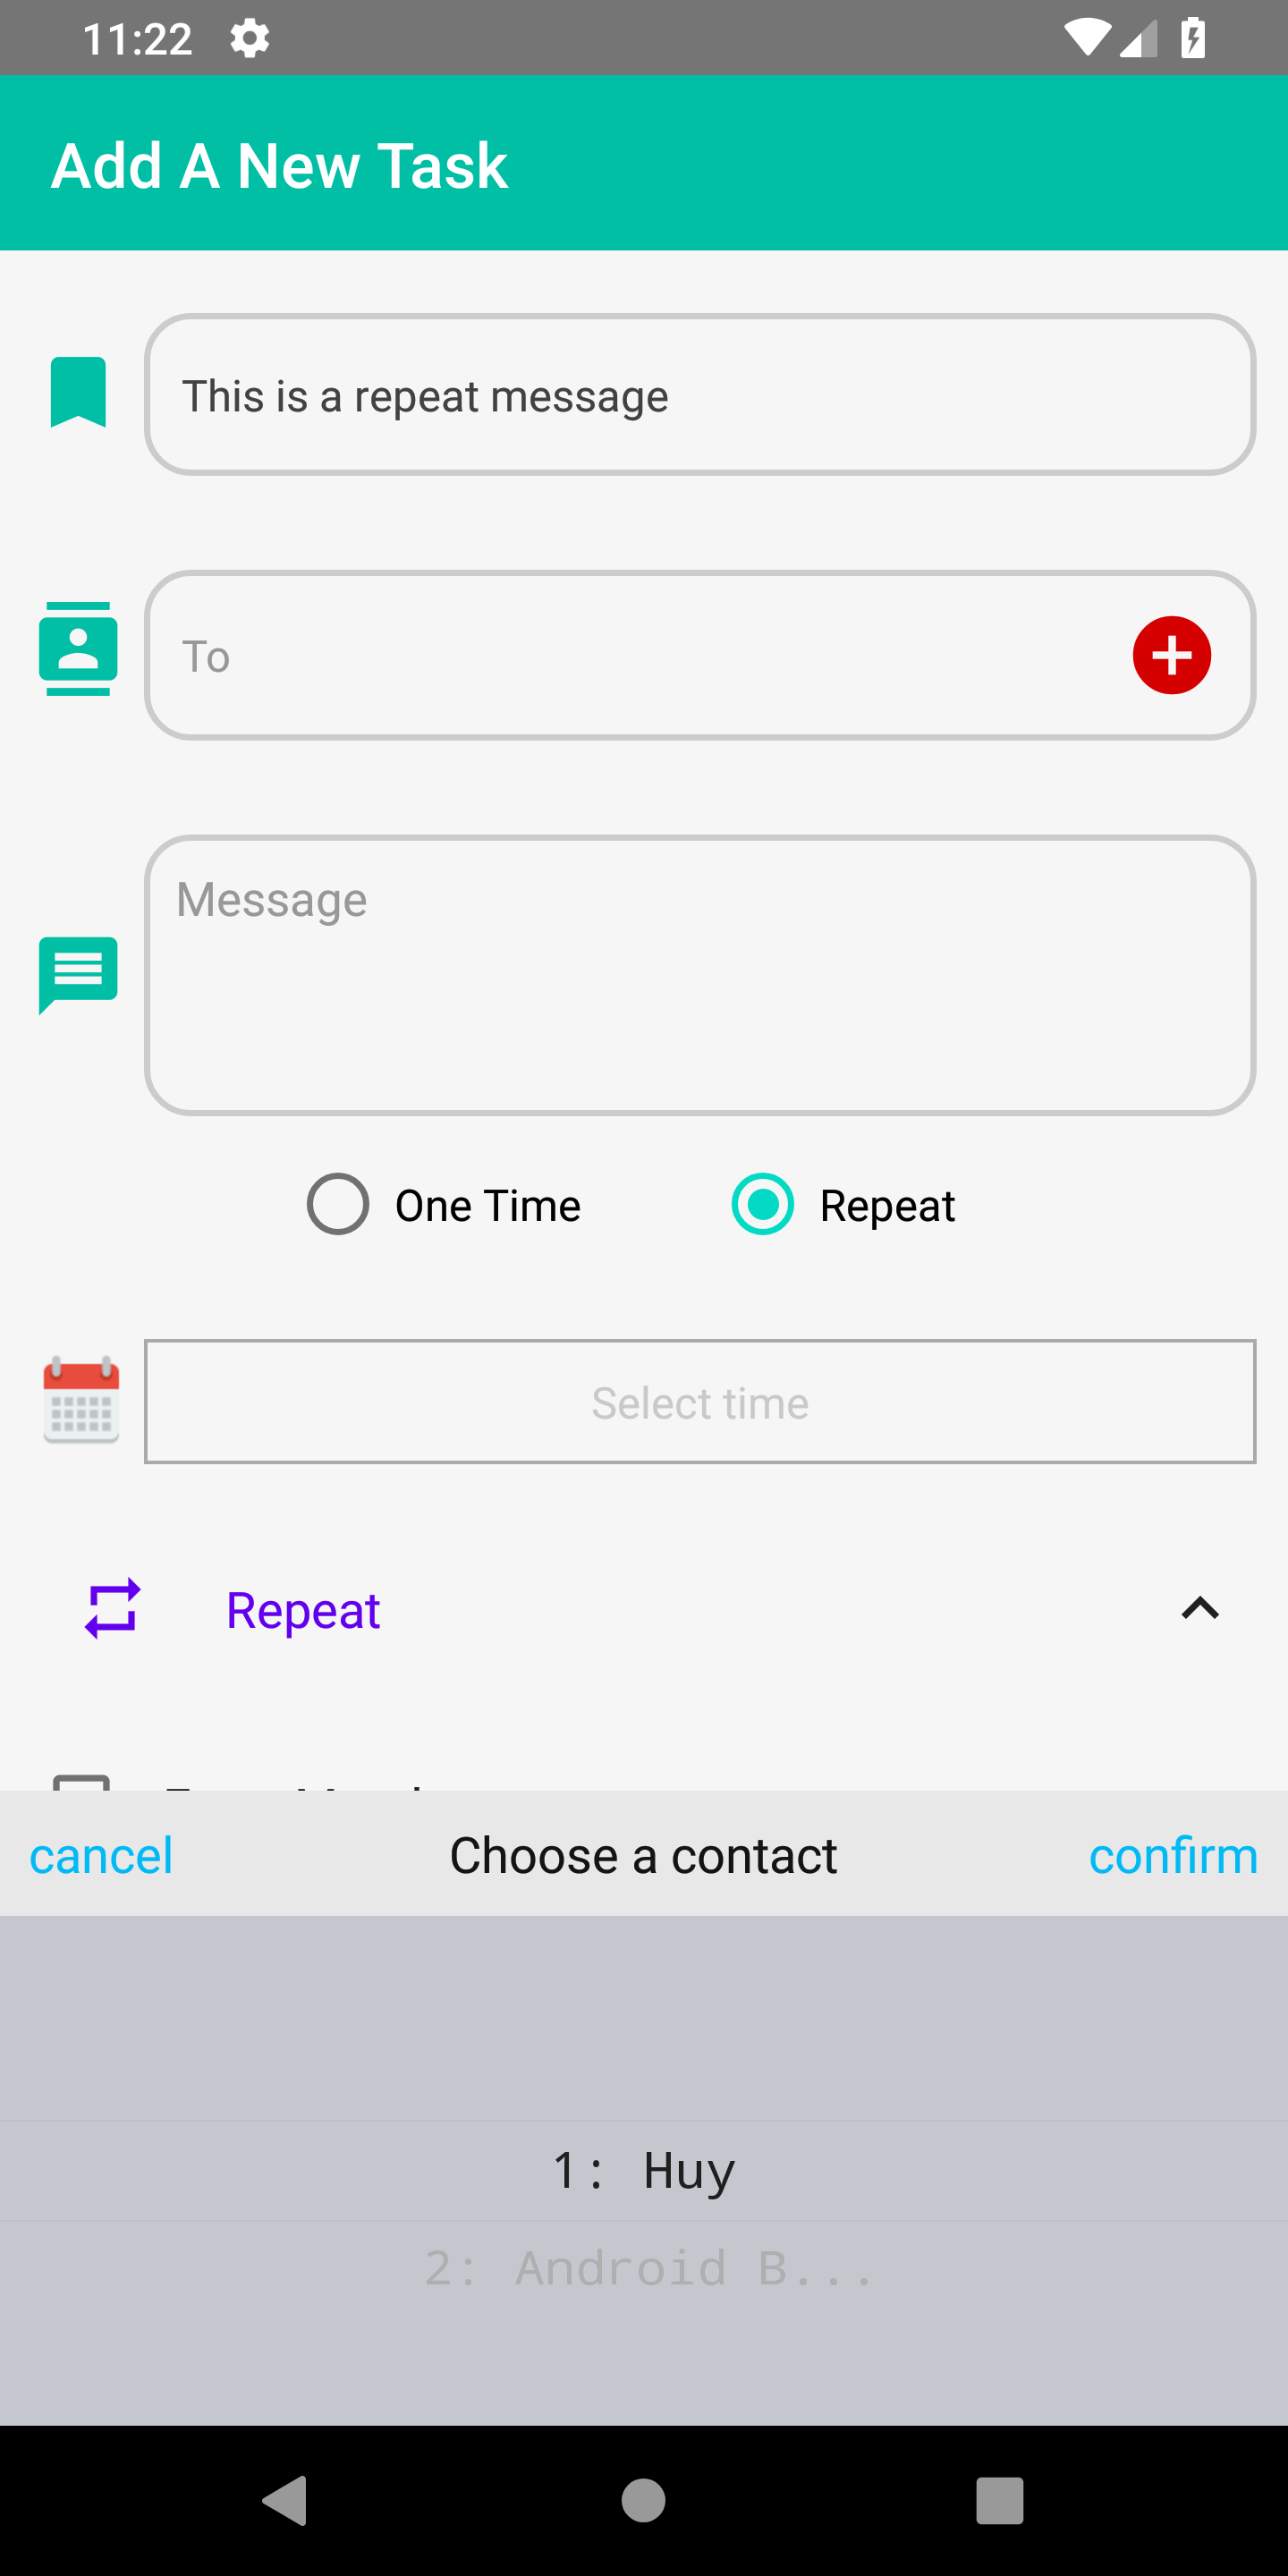 11:22
Add A New Task
This is a repeat message
To
Message
One Time
Repeat
Select time
Repeat
cancel
Choose a contact
confirm
1: Huy
2: Android B...